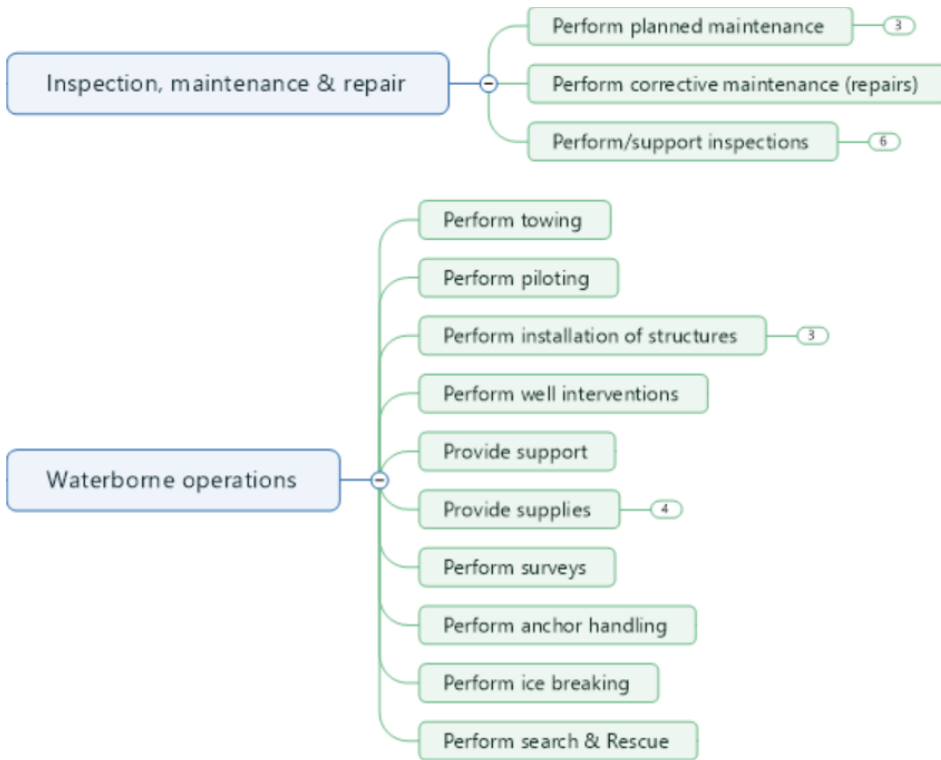 Inspection, maintenance & repair
Perform planned maintenance
3
Perform corrective maintenance (repairs)
Perform/support inspections
6
Waterborne operations
Perform towing
Perform piloting
Perform installation of structures
3
Perform well interventions
Provide support
Provide supplies
4
Perform surveys
Perform anchor handling
Perform ice breaking
Perform search & Rescue